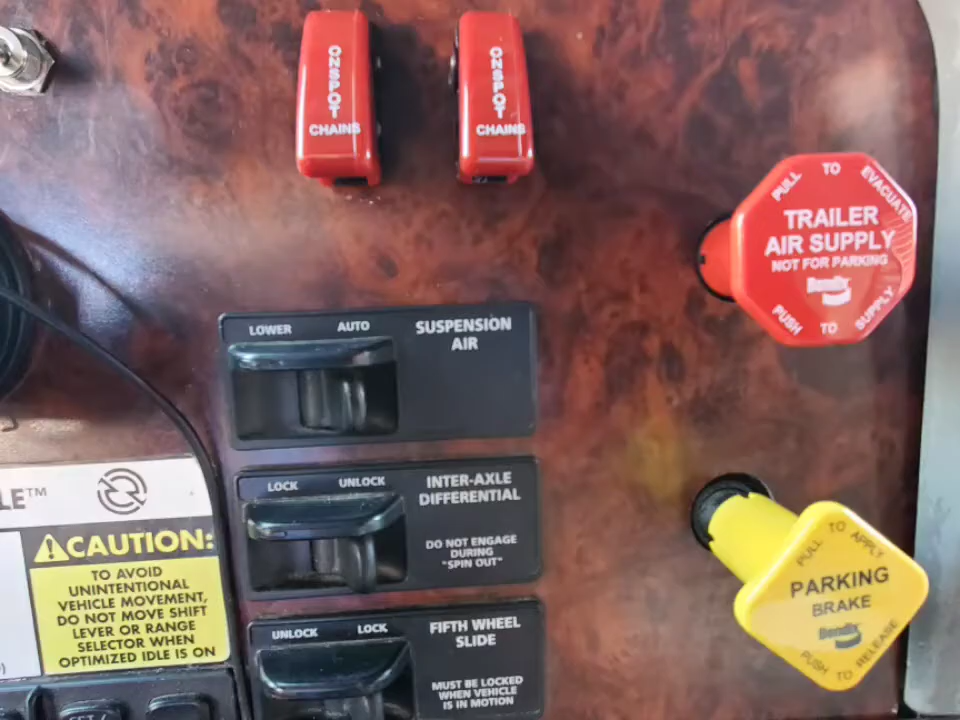 ONSPOT
CHAINS
ONSPOT
CHAINS
PULL TO EVACUATE
TRAILER
AIR SUPPLY
NOT FOR PARKING
Bendix
PUSH TO SUPPLY
LOWER AUTO
SUSPENSION
AIR
LOCK UNLOCK
INTER-AXLE
DIFFERENTIAL
DO NOT ENGAGE
DURING
"SPIN OUT"
UNLOCK LOCK
FIFTH WHEEL
SLIDE
MUST BE LOCKED
WHEN VEHICLE
IS IN MOTION
PULL TO APPLY
PARKING
BRAKE
Bendix
PUSH TO RELEASE
LE™
CAUTION:
TO AVOID
UNINTENTIONAL
VEHICLE MOVEMENT,
DO NOT MOVE SHIFT
LEVER OR RANGE
SELECTOR WHEN
OPTIMIZED IDLE IS ON